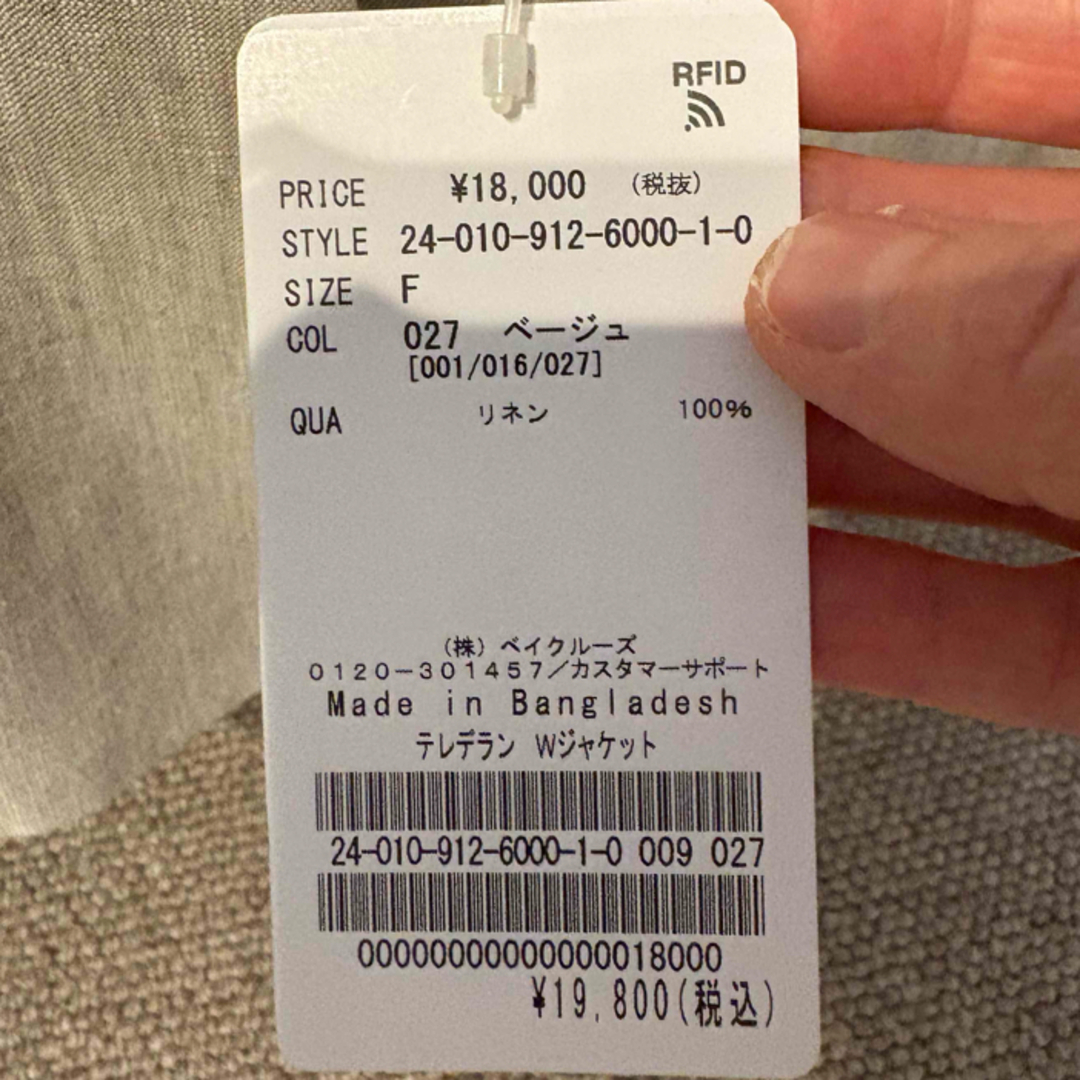 RFID
PRICE ¥18,000 (税抜)
STYLE 24-010-912-6000-1-0
SIZE F
COL 027 ベージュ
[001/016/027]
QUA リネン 100%
(株) ベイクルーズ
0120-301457/カスタマーサポート
Made in Bangladesh
テレデラン Wジャケット
24-010-912-6000-1-0 009 027
00000000000000018000
¥19,800(税込)